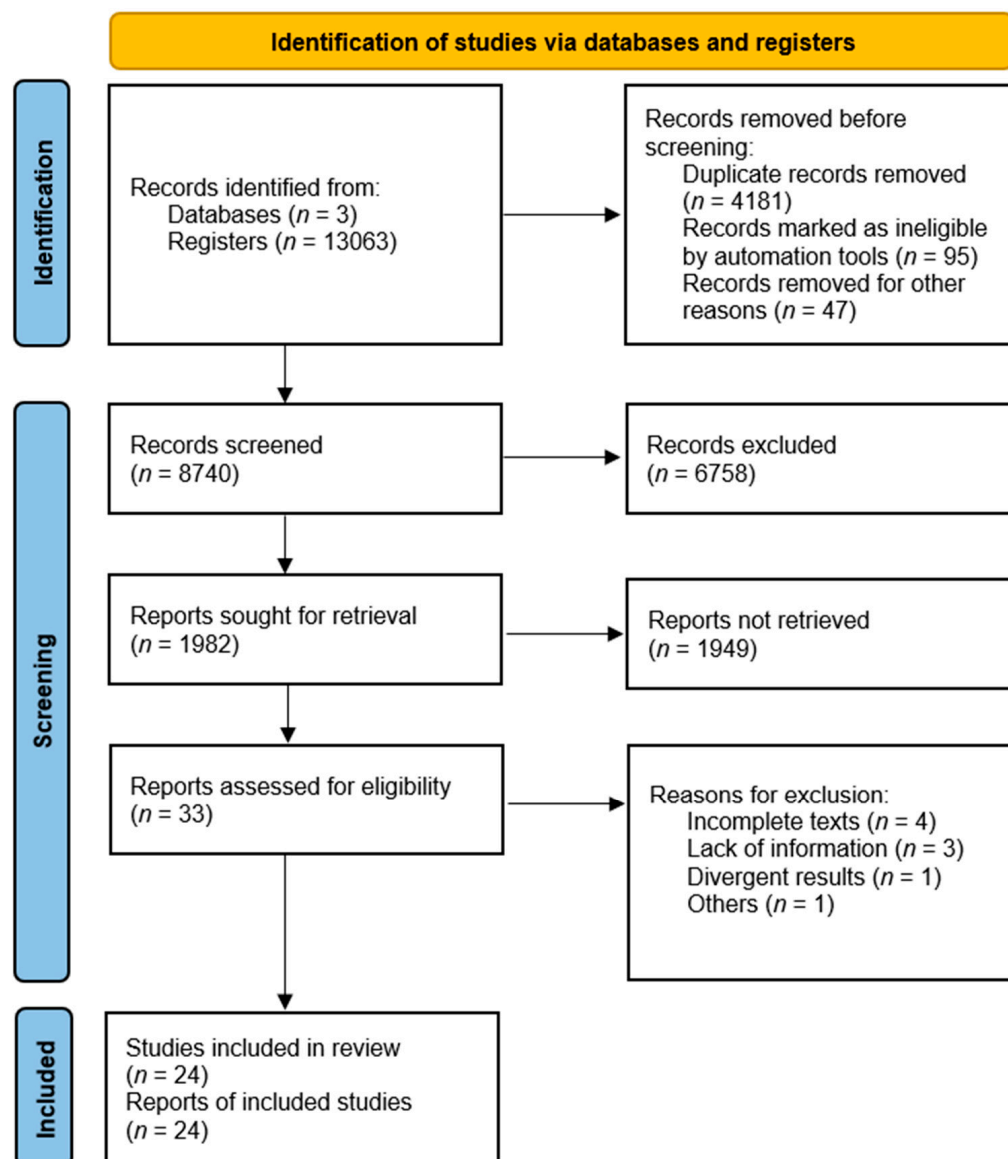 Identification of studies via databases and registers
Identification
Records identified from:
Databases (n = 3)
Registers (n = 13063)
Records removed before
screening:
Duplicate records removed
(n = 4181)
Records marked as ineligible
by automation tools (n = 95)
Records removed for other
reasons (n = 47)
Screening
Records screened
(n = 8740)
Records excluded
(n = 6758)
Reports sought for retrieval
(n = 1982)
Reports not retrieved
(n = 1949)
Reports assessed for eligibility
(n = 33)
Reasons for exclusion:
Incomplete texts (n = 4)
Lack of information (n = 3)
Divergent results (n = 1)
Others (n = 1)
Included
Studies included in review
(n = 24)
Reports of included studies
(n = 24)